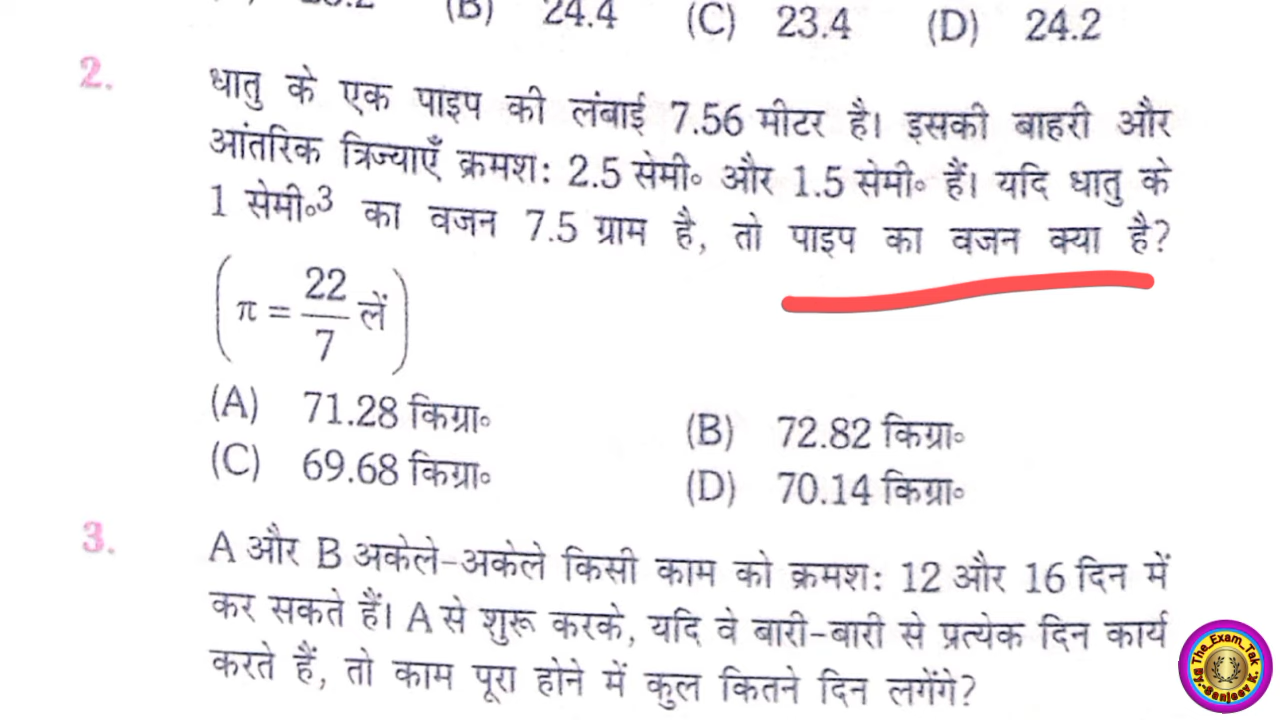 (B) 24.4 (C) 23.4 (D) 24.2
2. धातु के एक पाइप की लंबाई 7.56 मीटर है। इसकी बाहरी और
आंतरिक त्रिज्याएँ क्रमश: 2.5 सेमी॰ और 1.5 सेमी॰ हैं। यदि धातु के
1 सेमी॰3 का वजन 7.5 ग्राम है, तो पाइप का वजन क्या है?
(π = 22/7 लें)
(A) 71.28 किग्रा॰ (B) 72.82 किग्रा॰
(C) 69.68 किग्रा॰ (D) 70.14 किग्रा॰
3. A और B अकेले-अकेले किसी काम को क्रमश: 12 और 16 दिन में
कर सकते हैं। A से शुरू करके, यदि वे बारी-बारी से प्रत्येक दिन कार्य
करते हैं, तो काम पूरा होने में कुल कितने दिन लगेंगे?
The_Exam_Tak
By:-Sanjeev K.